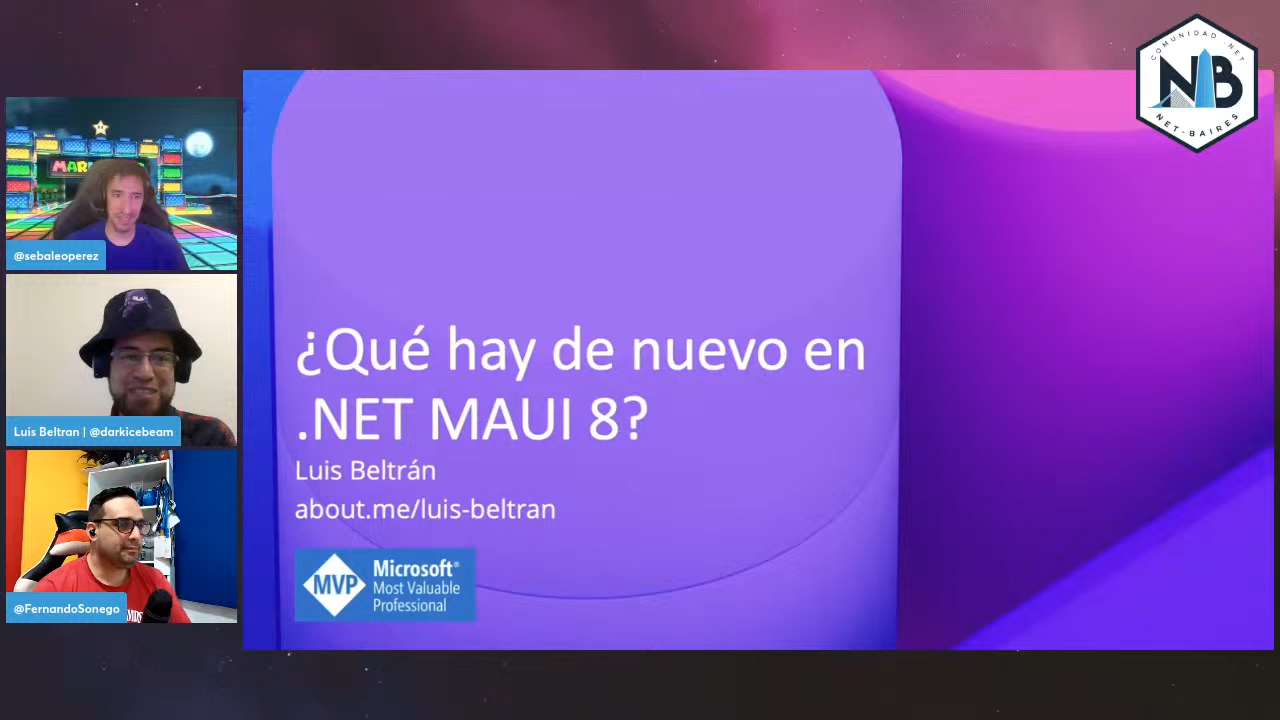 COMUNIDAD .NET
NB
NET-BAIRES
MARI
@sebaleoperez
Luis Beltran | @darkicebeam
@FernandoSonego
¿Qué hay de nuevo en
.NET MAUI 8?
Luis Beltrán
about.me/luis-beltran
MVP
Microsoft®
Most Valuable
Professional